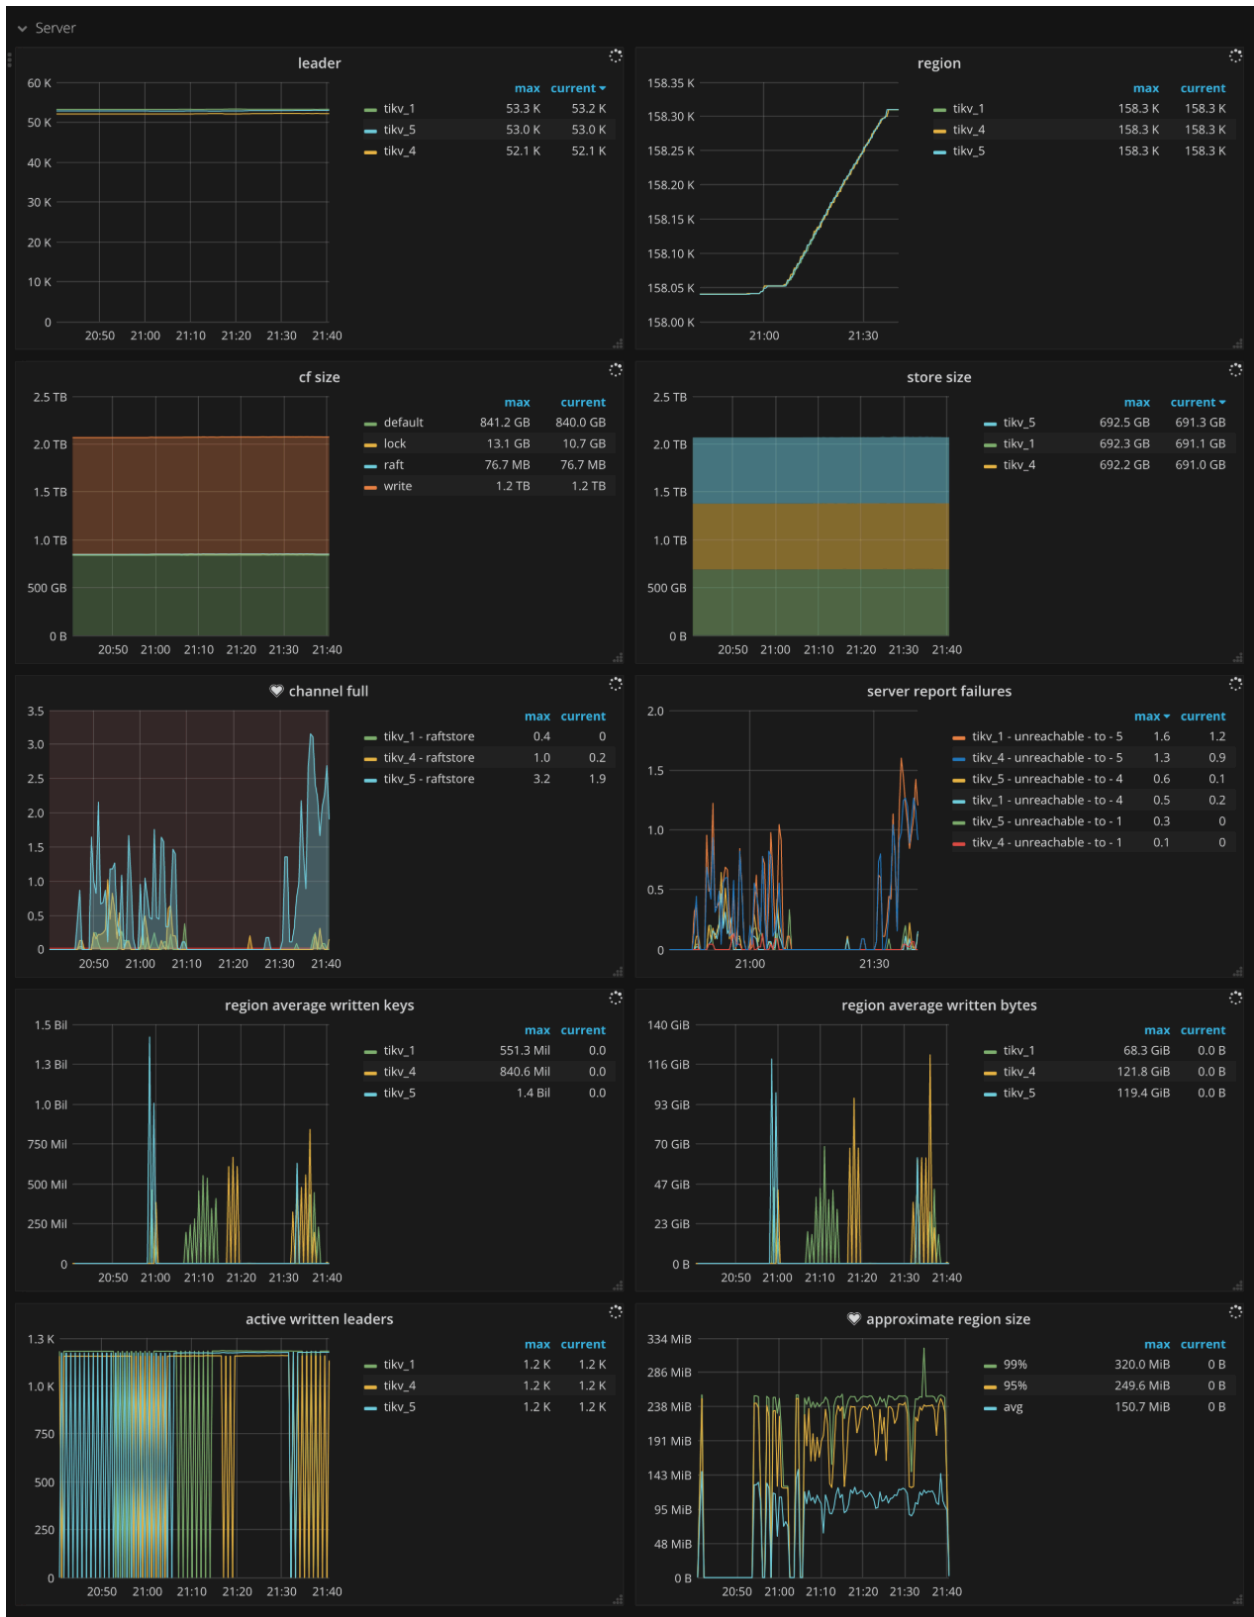 Server
leader
max current
60 K
50 K
40 K
30 K
20 K
10 K
0
20:50 21:00 21:10 21:20 21:30 21:40
tikv_1 53.3 K 53.2 K
tikv_5 53.0 K 53.0 K
tikv_4 52.1 K 52.1 K
region
max current
158.35 K
158.30 K
158.25 K
158.20 K
158.15 K
158.10 K
158.05 K
158.00 K
21:00 21:30
tikv_1 158.3 K 158.3 K
tikv_4 158.3 K 158.3 K
tikv_5 158.3 K 158.3 K
cf size
max current
2.5 TB
2.0 TB
1.5 TB
1.0 TB
500 GB
0 B
20:50 21:00 21:10 21:20 21:30 21:40
default 841.2 GB 840.0 GB
lock 13.1 GB 10.7 GB
raft 76.7 MB 76.7 MB
write 1.2 TB 1.2 TB
store size
max current
2.5 TB
2.0 TB
1.5 TB
1.0 TB
500 GB
0 B
20:50 21:00 21:10 21:20 21:30 21:40
tikv_5 692.5 GB 691.3 GB
tikv_1 692.3 GB 691.1 GB
tikv_4 692.2 GB 691.0 GB
channel full
max current
3.5
3.0
2.5
2.0
1.5
1.0
0.5
0
20:50 21:00 21:10 21:20 21:30 21:40
tikv_1 - raftstore 0.4 0
tikv_4 - raftstore 1.0 0.2
tikv_5 - raftstore 3.2 1.9
server report failures
max current
2.0
1.5
1.0
0.5
0
21:00 21:30
tikv_1 - unreachable - to - 5 1.6 1.2
tikv_4 - unreachable - to - 5 1.3 0.9
tikv_5 - unreachable - to - 4 0.6 0.1
tikv_1 - unreachable - to - 4 0.5 0.2
tikv_5 - unreachable - to - 1 0.3 0
tikv_4 - unreachable - to - 1 0.1 0
region average written keys
max current
1.5 Bil
1.3 Bil
1.0 Bil
750 Mil
500 Mil
250 Mil
0
20:50 21:00 21:10 21:20 21:30 21:40
tikv_1 551.3 Mil 0.0
tikv_4 840.6 Mil 0.0
tikv_5 1.4 Bil 0.0
region average written bytes
max current
140 GiB
116 GiB
93 GiB
70 GiB
47 GiB
23 GiB
0 B
20:50 21:00 21:10 21:20 21:30 21:40
tikv_1 68.3 GiB 0.0 B
tikv_4 121.8 GiB 0.0 B
tikv_5 119.4 GiB 0.0 B
active written leaders
max current
1.3 K
1.0 K
750
500
250
0
20:50 21:00 21:10 21:20 21:30 21:40
tikv_1 1.2 K 1.2 K
tikv_4 1.2 K 1.2 K
tikv_5 1.2 K 1.2 K
approximate region size
max current
334 MiB
286 MiB
238 MiB
191 MiB
143 MiB
95 MiB
48 MiB
0 B
20:50 21:00 21:10 21:20 21:30 21:40
99% 320.0 MiB 0 B
95% 249.6 MiB 0 B
avg 150.7 MiB 0 B